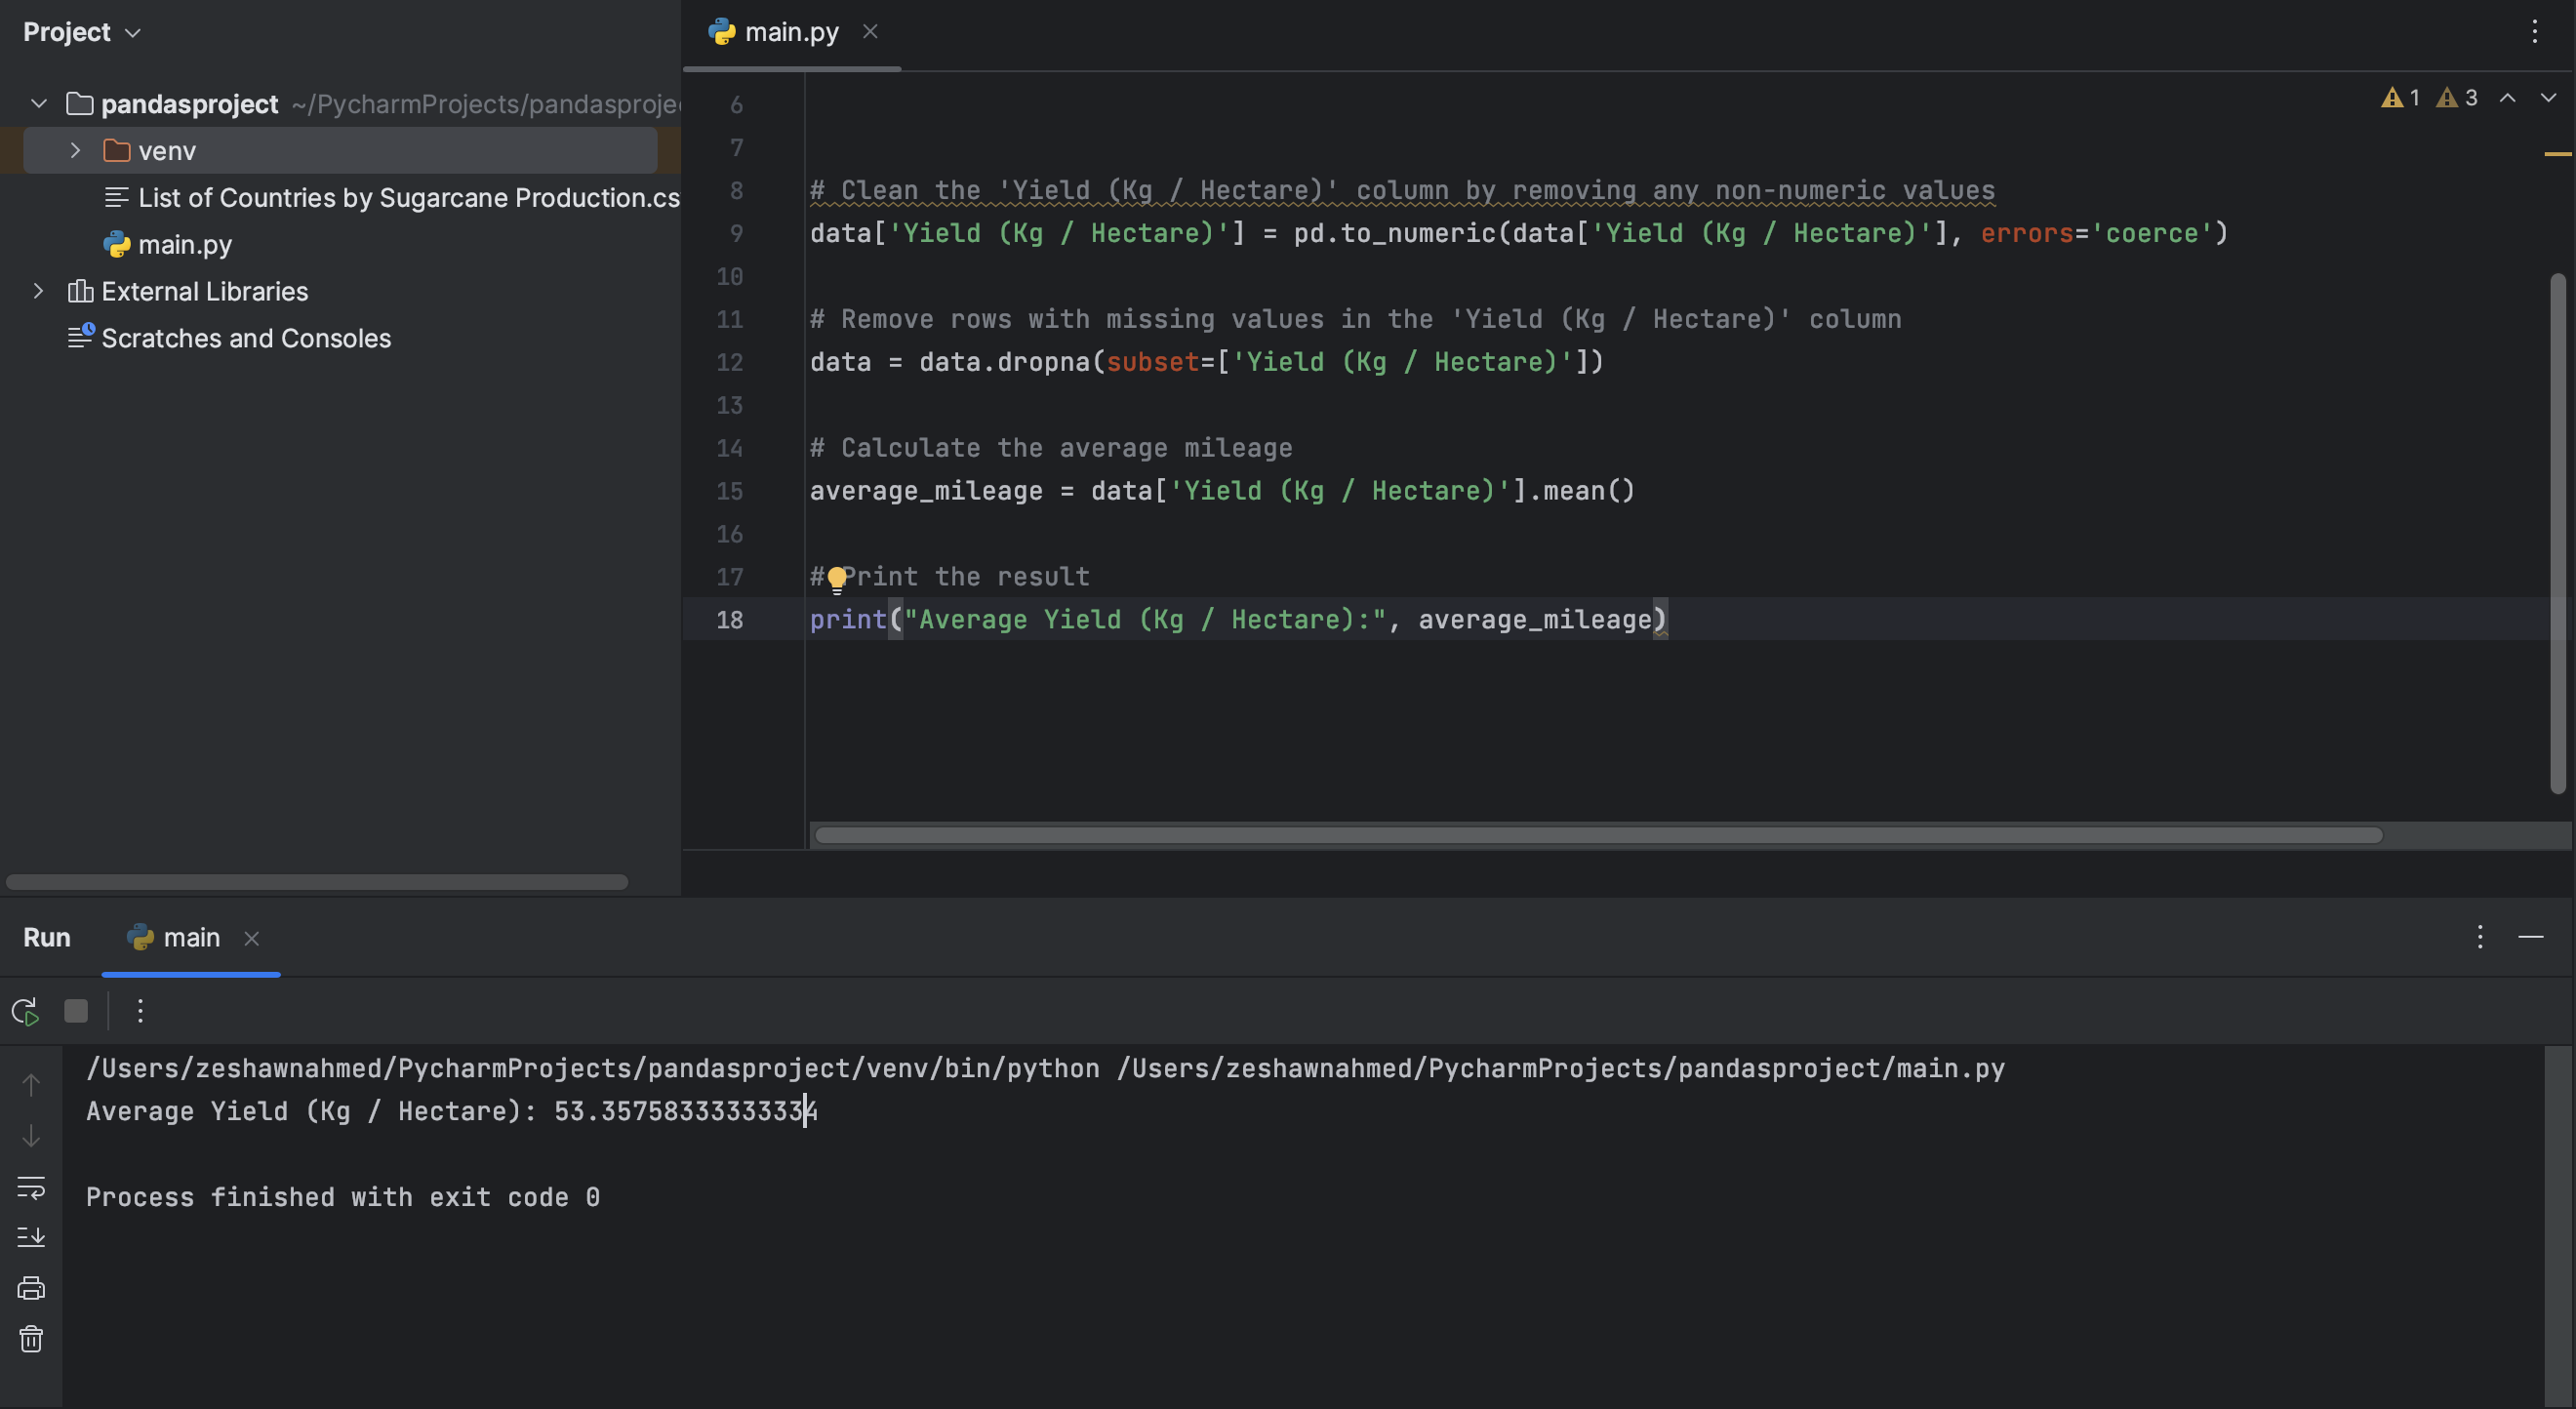 Project
pandasproject ~/PycharmProjects/pandasproje
venv
List of Countries by Sugarcane Production.cs
main.py
External Libraries
Scratches and Consoles
main.py
1 3
6
7
8 # Clean the 'Yield (Kg / Hectare)' column by removing any non-numeric values
9 data['Yield (Kg / Hectare)'] = pd.to_numeric(data['Yield (Kg / Hectare)'], errors='coerce')
10
11 # Remove rows with missing values in the 'Yield (Kg / Hectare)' column
12 data = data.dropna(subset=['Yield (Kg / Hectare)'])
13
14 # Calculate the average mileage
15 average_mileage = data['Yield (Kg / Hectare)'].mean()
16
17 # Print the result
18 print("Average Yield (Kg / Hectare):", average_mileage)
Run main
/Users/zeshawnahmed/PycharmProjects/pandasproject/venv/bin/python /Users/zeshawnahmed/PycharmProjects/pandasproject/main.py
Average Yield (Kg / Hectare): 53.35758333333334
Process finished with exit code 0